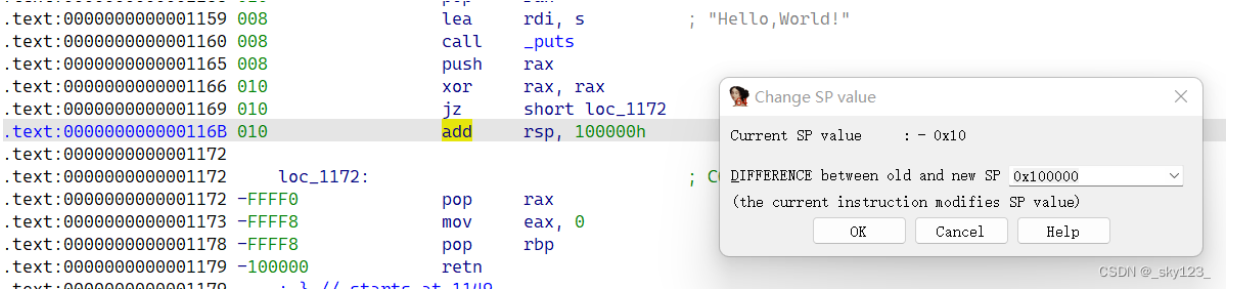 .text:0000000000001159 008 lea rdi, s ; "Hello,World!"
.text:0000000000001160 008 call _puts
.text:0000000000001165 008 push rax
.text:0000000000001166 010 xor rax, rax
.text:0000000000001169 010 jz short loc_1172
.text:000000000000116B 010 add rsp, 100000h
.text:0000000000001172
.text:0000000000001172 loc_1172: ; C
.text:0000000000001172 -FFFF0 pop rax
.text:0000000000001173 -FFFF8 mov eax, 0
.text:0000000000001178 -FFFF8 pop rbp
.text:0000000000001179 -100000 retn
Change SP value
Current SP value : - 0x10
DIFFERENCE between old and new SP 0x100000
(the current instruction modifies SP value)
OK Cancel Help
CSDN @_sky123_